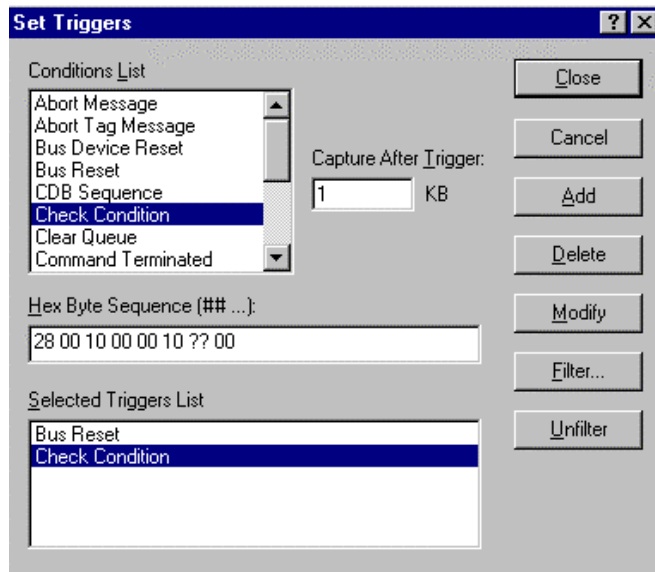 Set Triggers
Conditions List
Abort Message
Abort Tag Message
Bus Device Reset
Bus Reset
CDB Sequence
Check Condition
Clear Queue
Command Terminated
Capture After Trigger:
1 KB
Hex Byte Sequence (## ...):
28 00 10 00 00 10 ?? 00
Selected Triggers List
Bus Reset
Check Condition
Close
Cancel
Add
Delete
Modify
Filter...
Unfilter